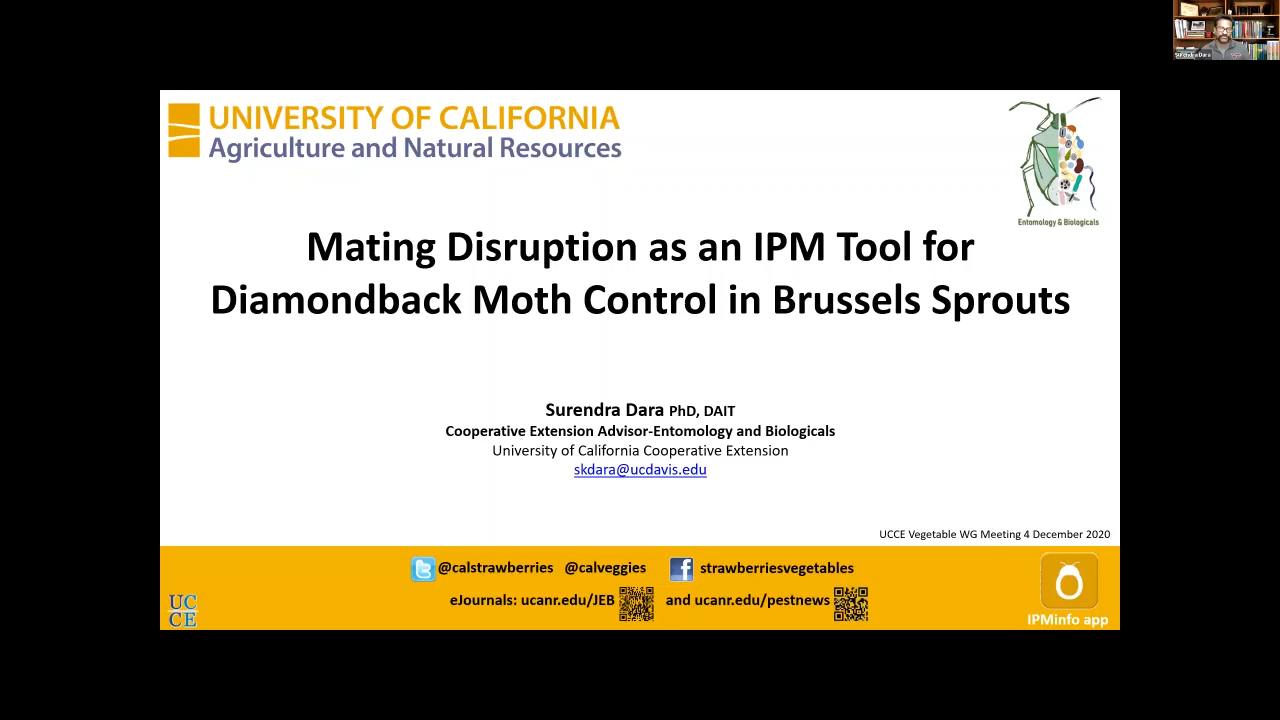 Surendra Dara
UNIVERSITY OF CALIFORNIA
Agriculture and Natural Resources
Entomology & Biologicals
Mating Disruption as an IPM Tool for
Diamondback Moth Control in Brussels Sprouts
Surendra Dara PhD, DAIT
Cooperative Extension Advisor-Entomology and Biologicals
University of California Cooperative Extension
skdara@ucdavis.edu
UCCE Vegetable WG Meeting 4 December 2020
@calstrawberries @calveggies strawberriesvegetables
eJournals: ucanr.edu/JEB and ucanr.edu/pestnews
UC
CE
IPMinfo app